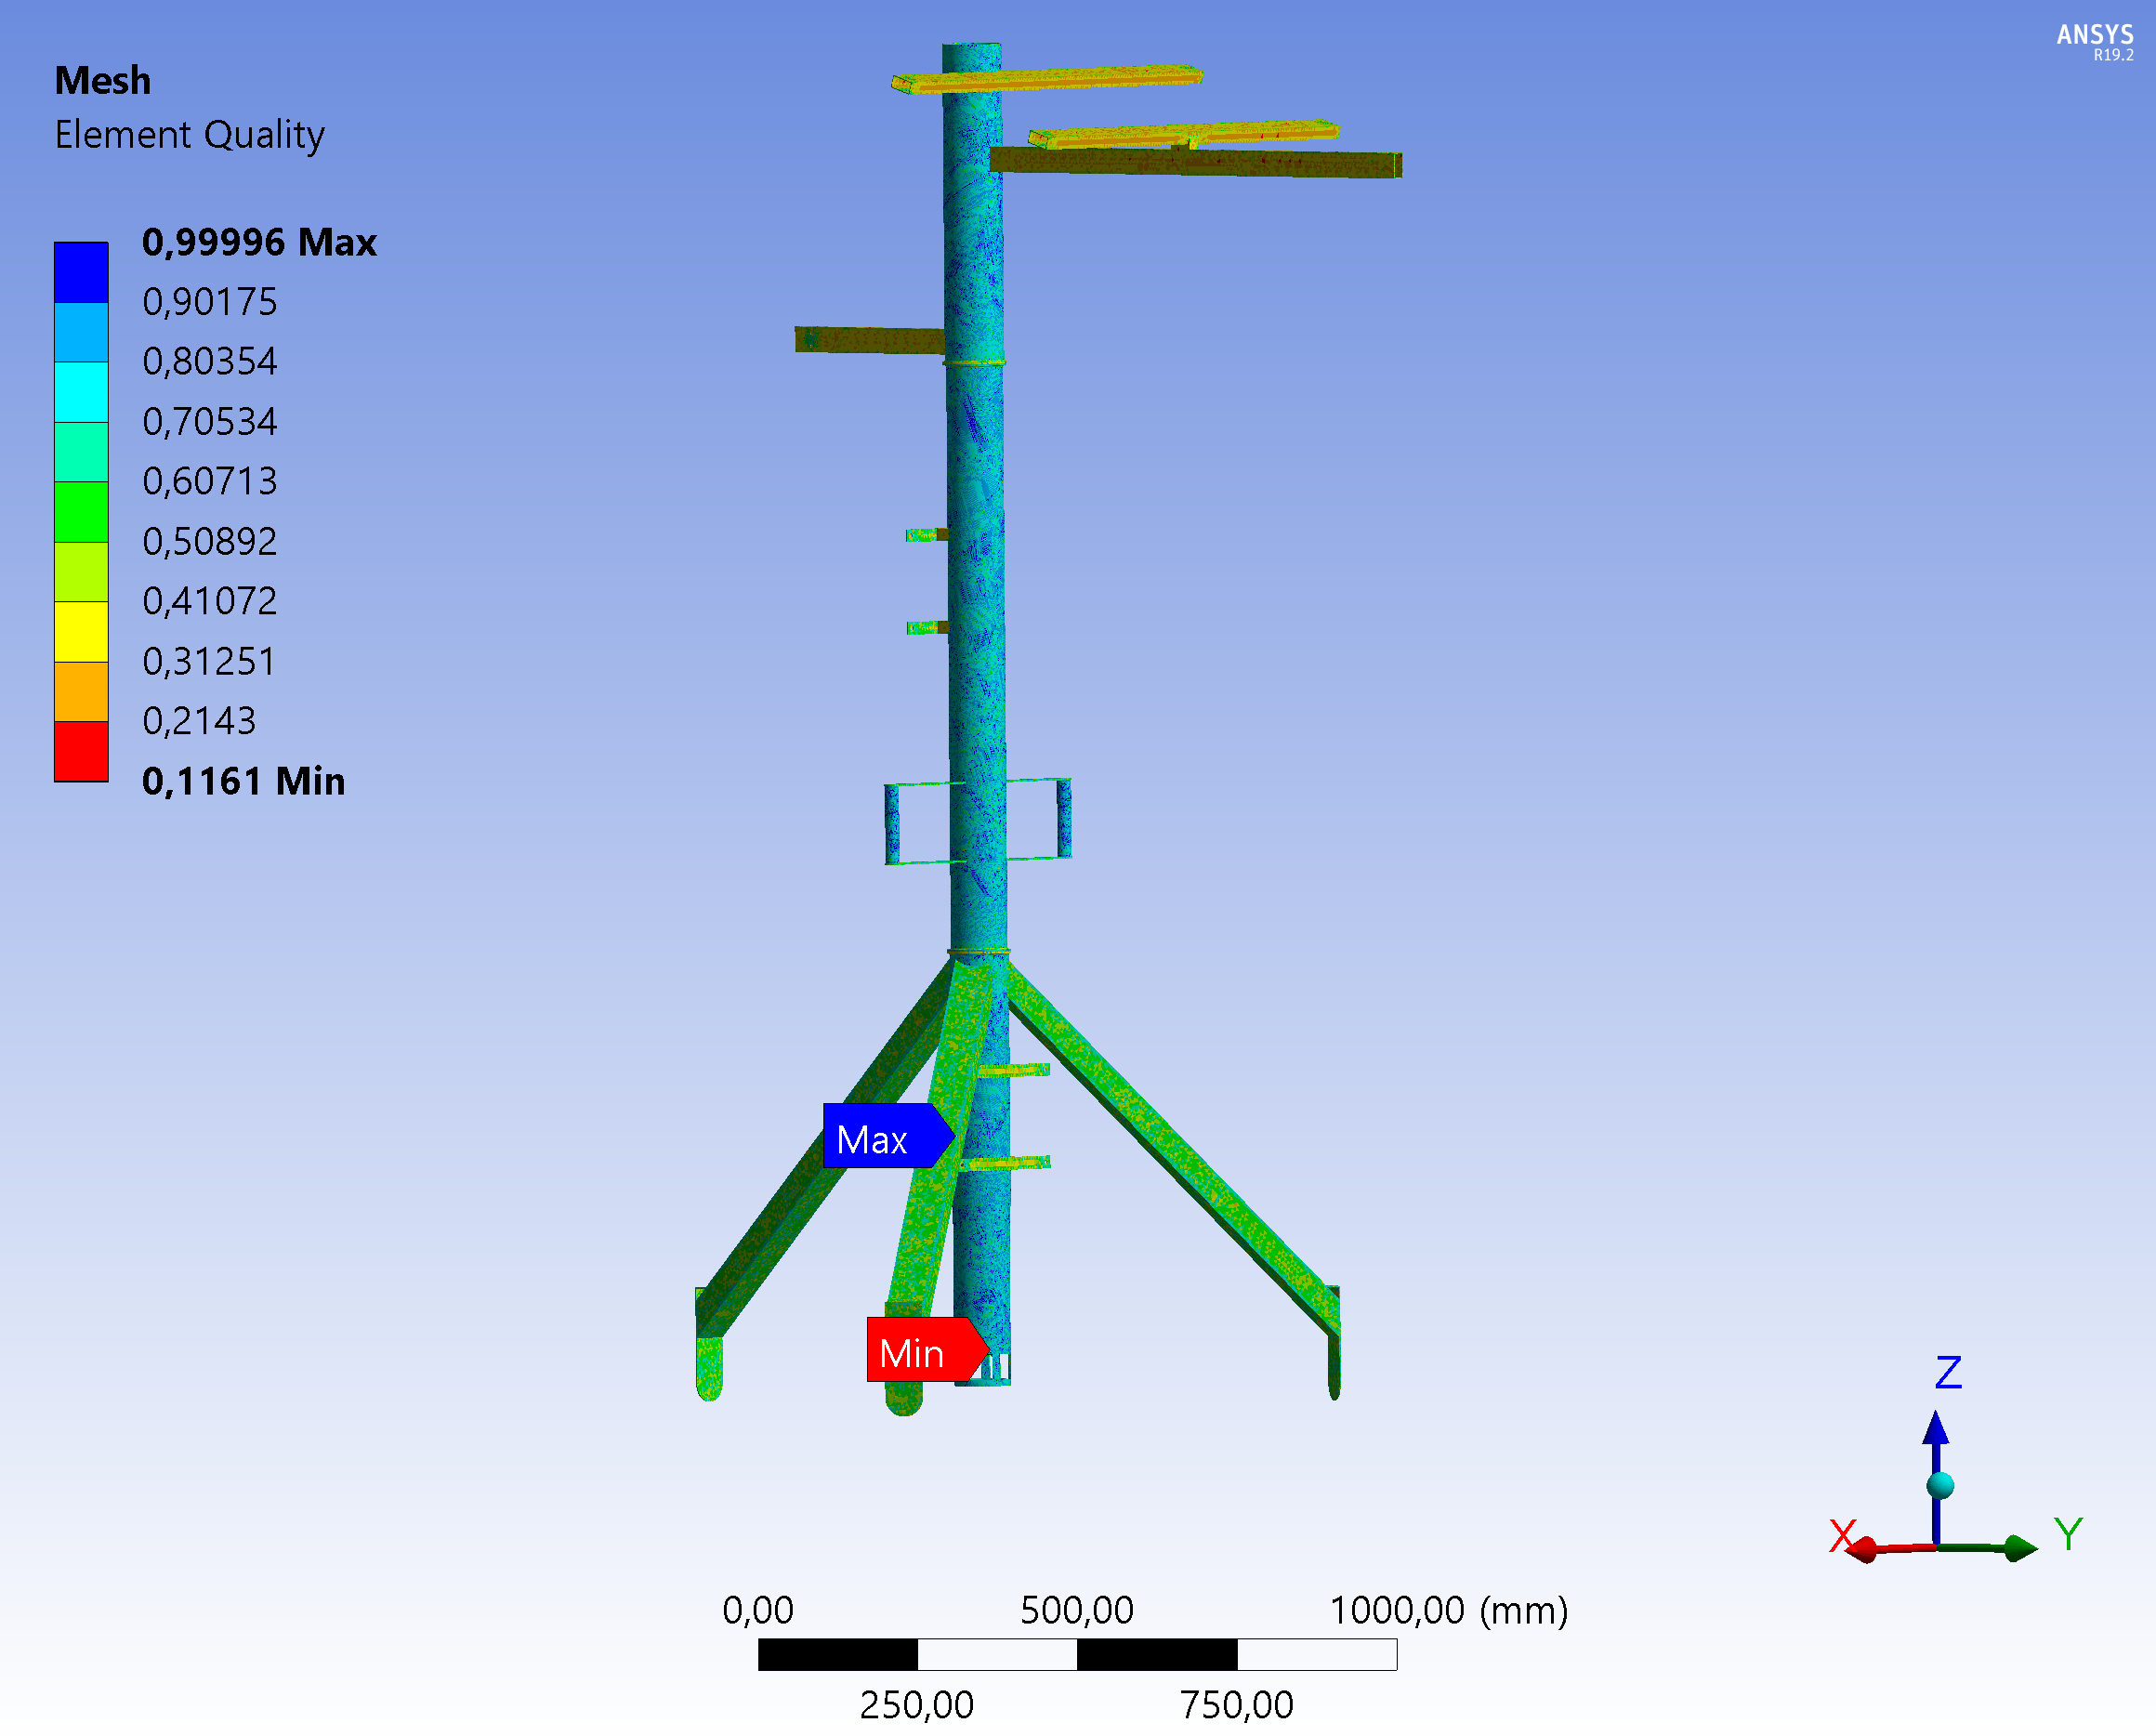 ANSYS
R19.2
Mesh
Element Quality
0,99996 Max
0,90175
0,80354
0,70534
0,60713
0,50892
0,41072
0,31251
0,2143
0,1161 Min
Max
Min
Z
X
Y
0,00 500,00 1000,00 (mm)
250,00 750,00